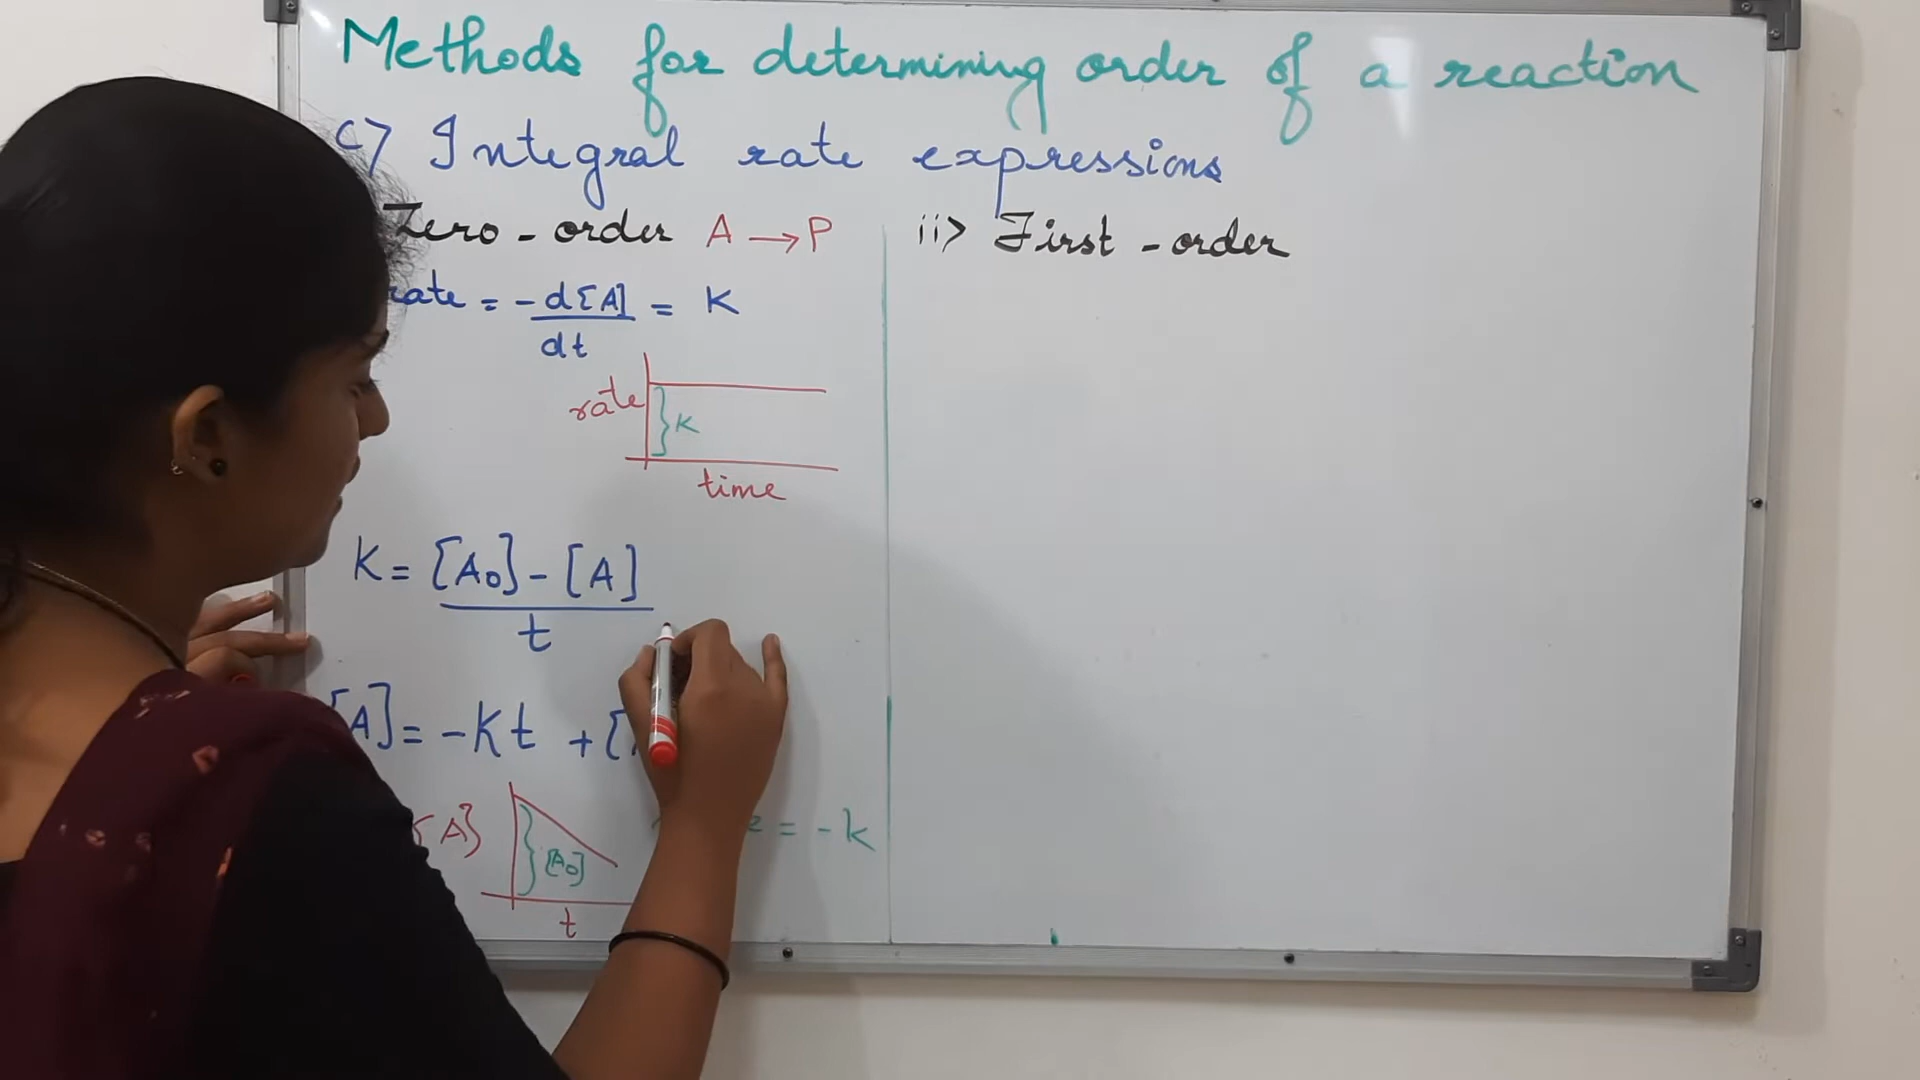 Methods for determining order of a reaction
c) Integral rate expressions
Zero-order A → P
rate = -d[A]/dt = K
rate
K
time
K = [A₀] - [A]/t
[A] = -Kt + [
[A]
[A₀]
t
= -k
ii) First-order